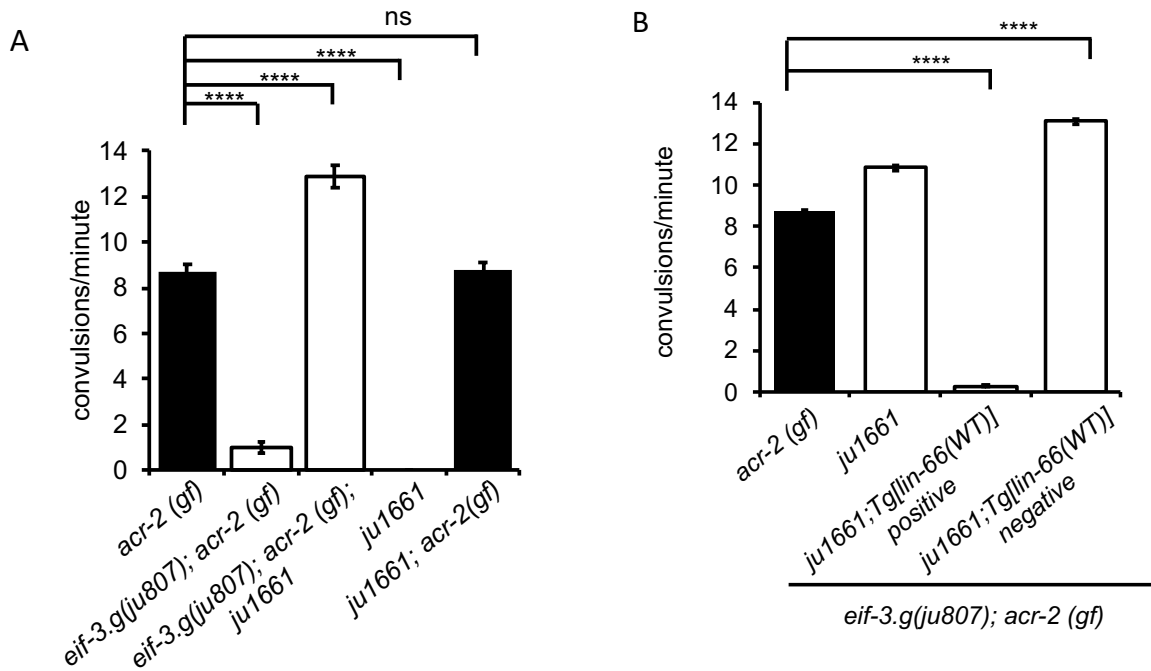 A
ns
****
****
****
convulsions/minute
14
12
10
8
6
4
2
0
acr-2 (gf)
eif-3.g(ju807); acr-2 (gf)
eif-3.g(ju807); acr-2 (gf);
ju1661
ju1661
ju1661; acr-2(gf)
B
****
****
convulsions/minute
14
12
10
8
6
4
2
0
acr-2 (gf)
ju1661
ju1661;Tg[lin-66(WT)]
positive
ju1661;Tg[lin-66(WT)]
negative
eif-3.g(ju807); acr-2 (gf)